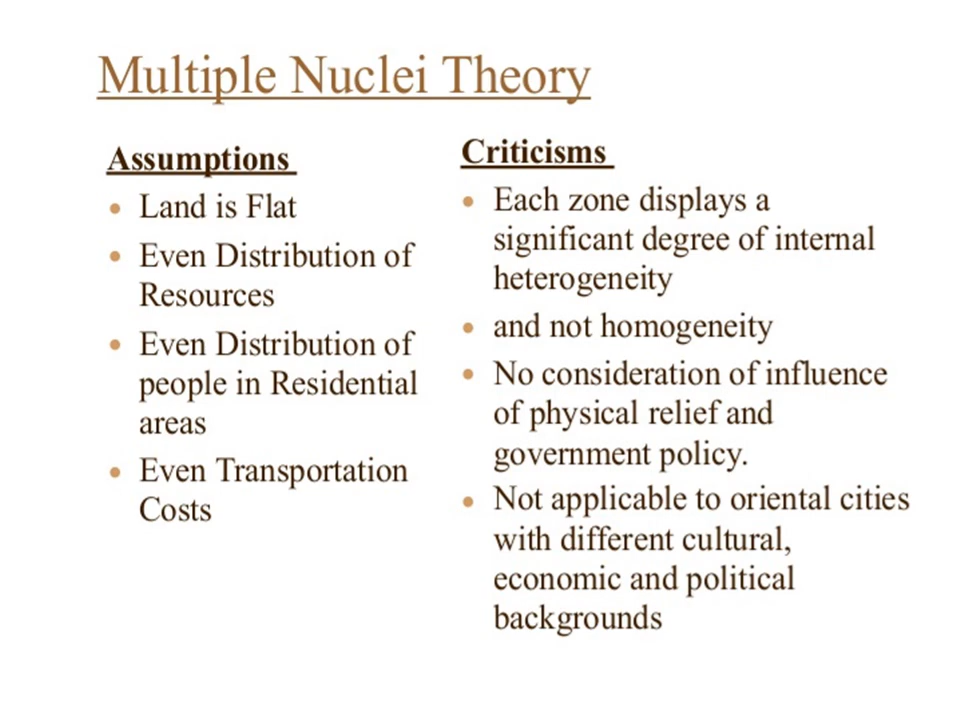 Multiple Nuclei Theory
Assumptions
• Land is Flat
• Even Distribution of
Resources
• Even Distribution of
people in Residential
areas
• Even Transportation
Costs
Criticisms
• Each zone displays a
significant degree of internal
heterogeneity
• and not homogeneity
• No consideration of influence
of physical relief and
government policy.
• Not applicable to oriental cities
with different cultural,
economic and political
backgrounds